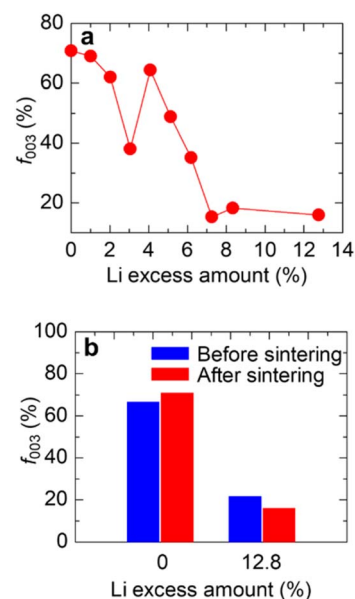 a
80
60
40
20
f003 (%)
0 2 4 6 8 10 12 14
Li excess amount (%)
b
100
80
60
40
20
0
f003 (%)
Before sintering
After sintering
0 12.8
Li excess amount (%)